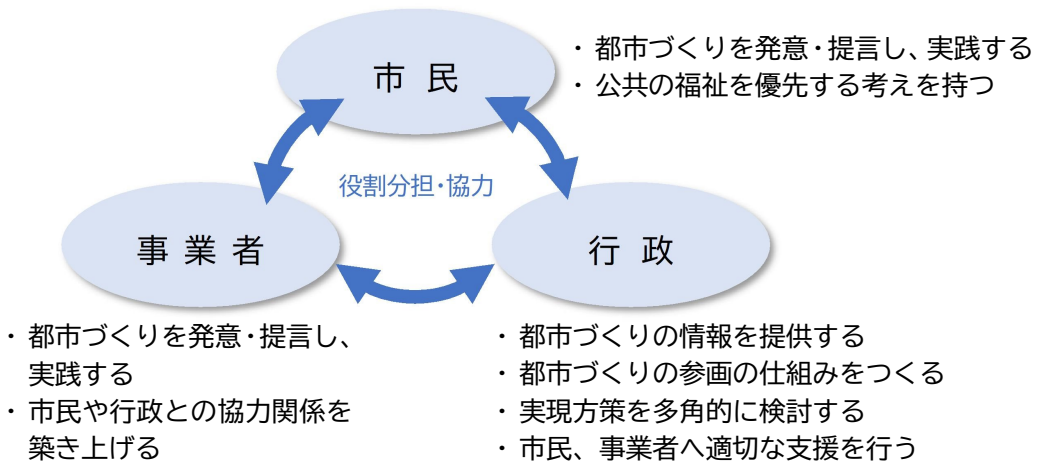 市民
・都市づくりを発意・提言し、実践する
・公共の福祉を優先する考えを持つ
役割分担・協力
事業者
・都市づくりを発意・提言し、
実践する
・市民や行政との協力関係を
築き上げる
行政
・都市づくりの情報を提供する
・都市づくりの参画の仕組みをつくる
・実現方策を多角的に検討する
・市民、事業者へ適切な支援を行う